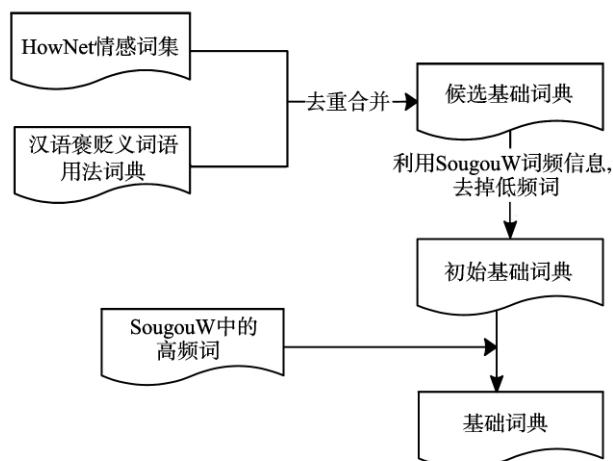 HowNet情感词集
汉语褒贬义词语
用法词典
去重合并
候选基础词典
利用SougouW词频信息,
去掉低频词
初始基础词典
SougouW中的
高频词
基础词典